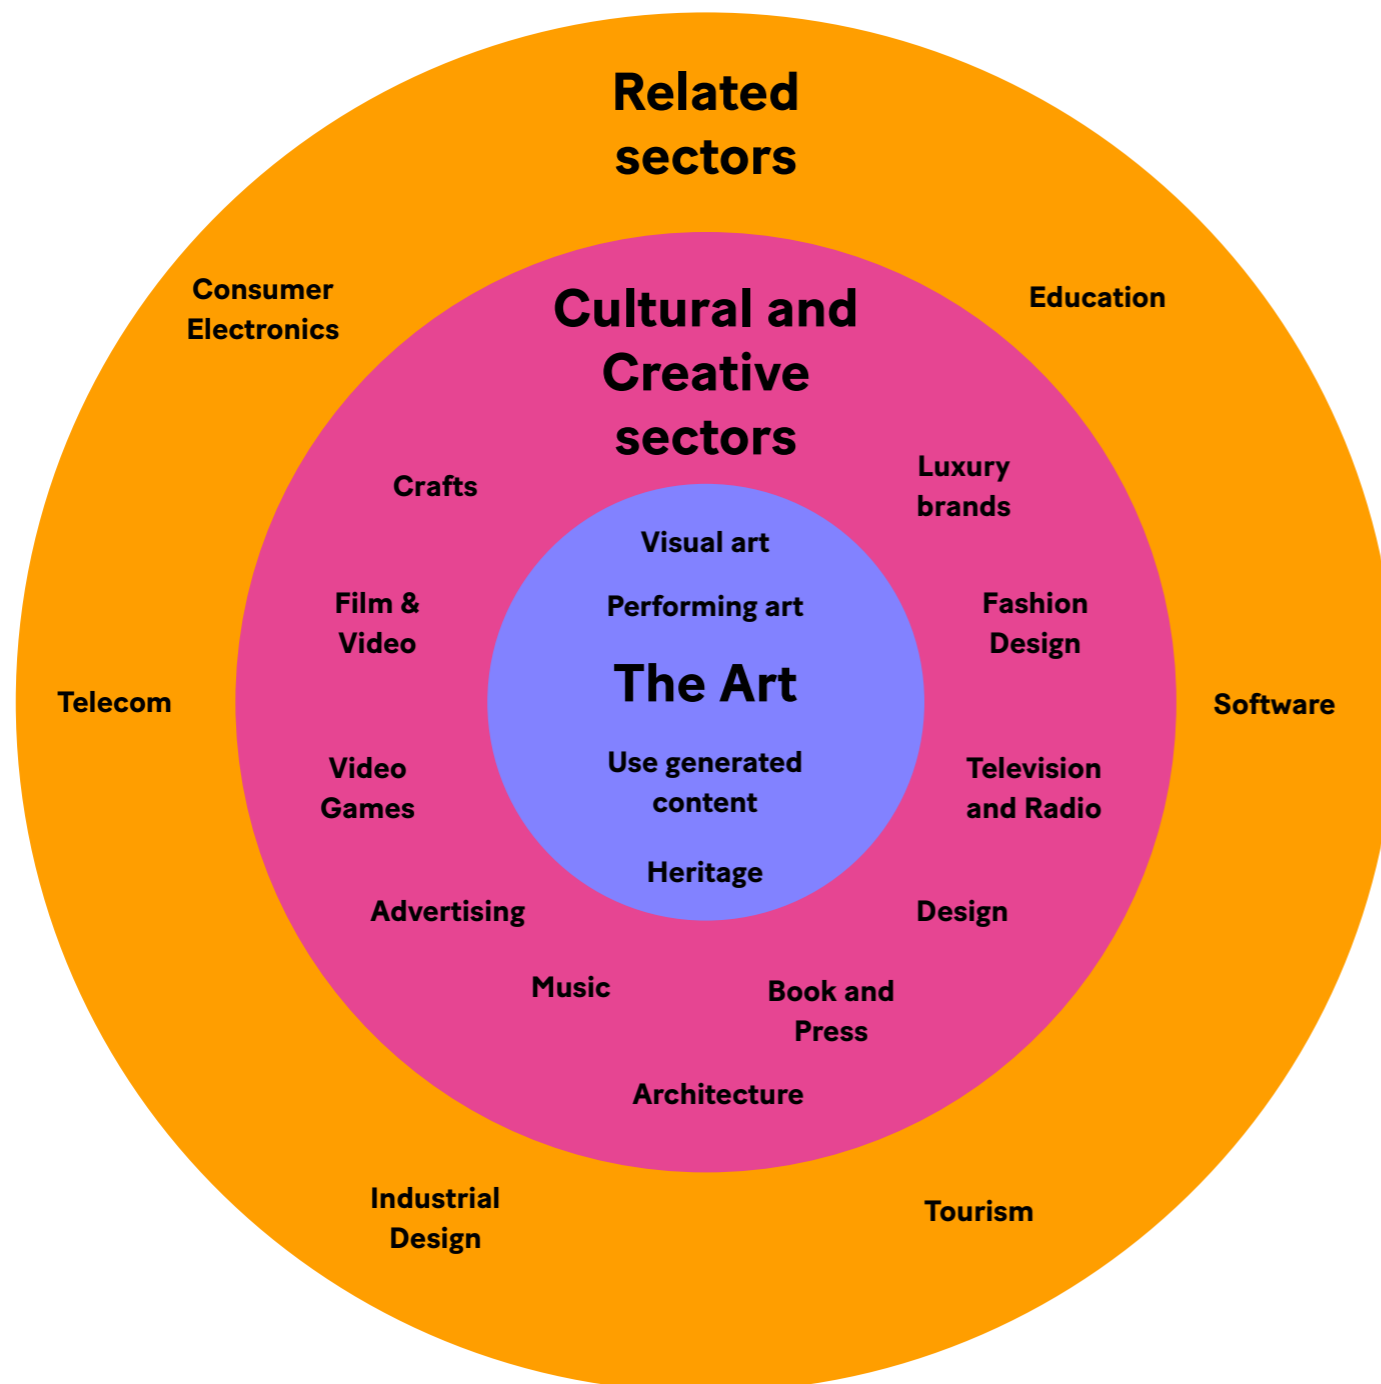 Related
sectors
Consumer
Electronics
Education
Cultural and
Creative
sectors
Crafts
Luxury
brands
Visual art
Performing art
Film &
Video
Fashion
Design
The Art
Telecom
Software
Use generated
content
Video
Games
Television
and Radio
Heritage
Advertising
Design
Music
Book and
Press
Architecture
Industrial
Design
Tourism